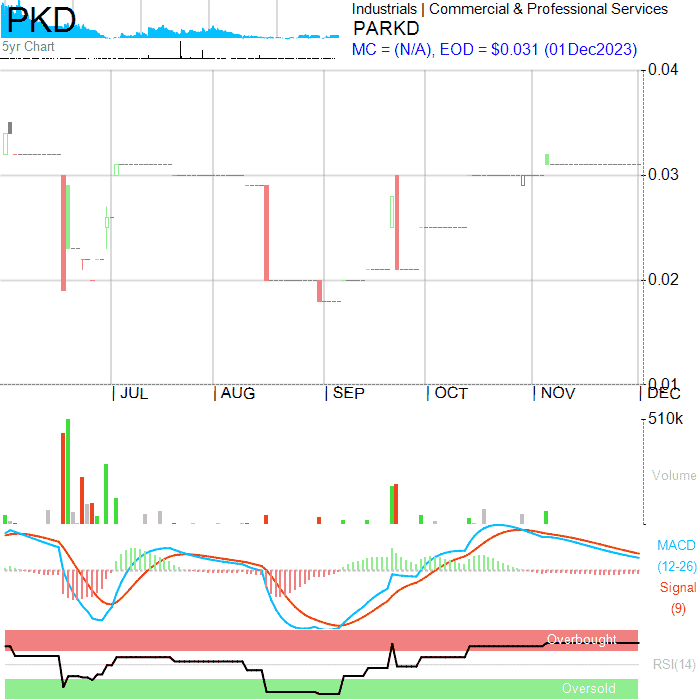 PKD
5yr Chart
Industrials | Commercial & Professional Services
PARKD
MC = (N/A), EOD = $0.031 (01Dec2023)
0.04
0.03
0.02
0.01
| JUL | AUG | SEP | OCT | NOV | DEC
510k
Volume
MACD
(12-26)
Signal
(9)
Overbought
RSI(14)
Oversold